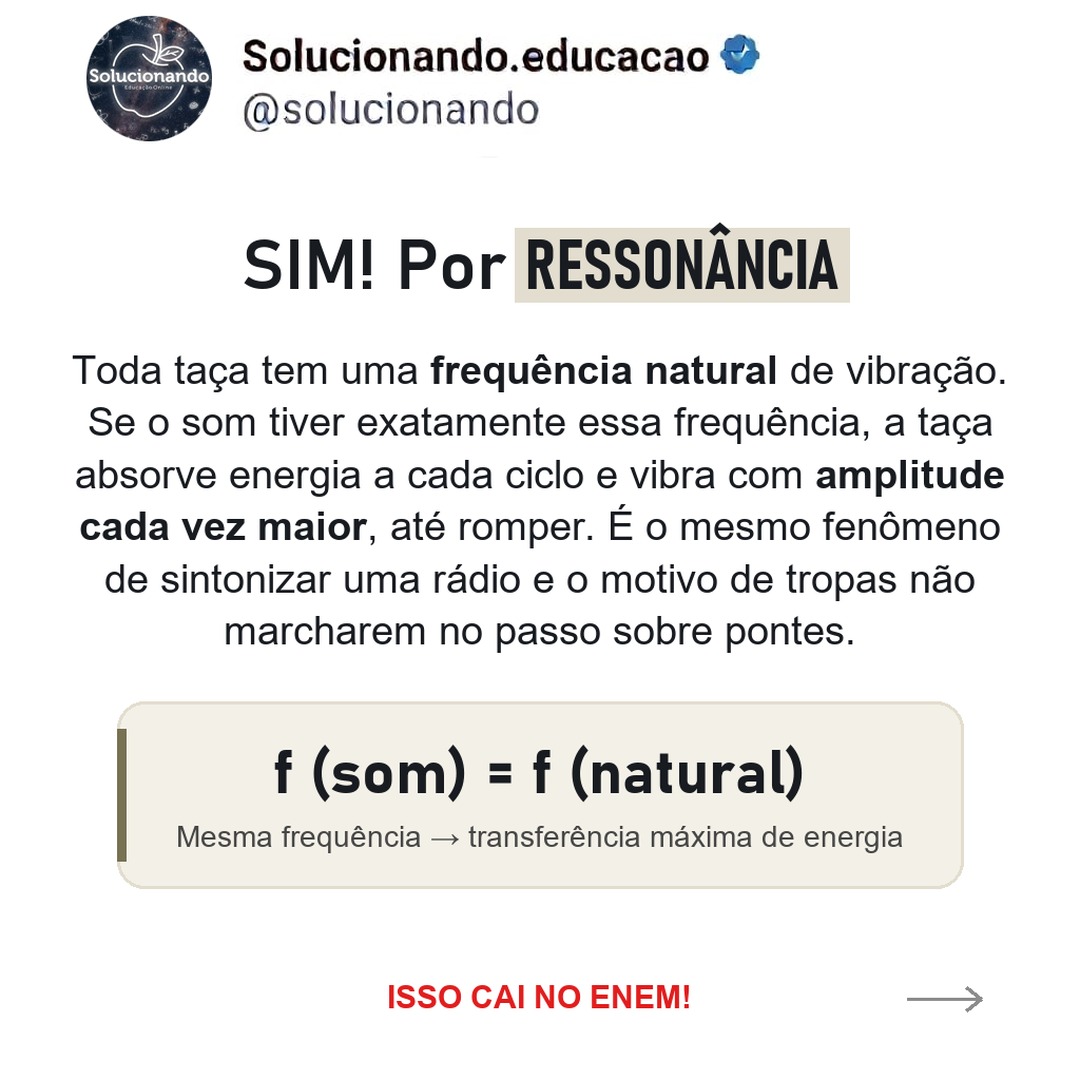 Solucionando
Educação Online
Solucionando.educacao
@solucionando
SIM! Por RESSONÂNCIA
Toda taça tem uma frequência natural de vibração.
Se o som tiver exatamente essa frequência, a taça
absorve energia a cada ciclo e vibra com amplitude
cada vez maior, até romper. É o mesmo fenômeno
de sintonizar uma rádio e o motivo de tropas não
marcharem no passo sobre pontes.
f (som) = f (natural)
Mesma frequência → transferência máxima de energia
ISSO CAI NO ENEM!